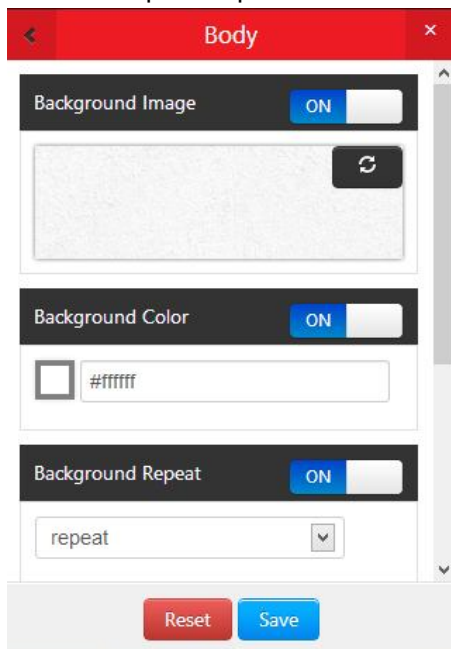 Body
Background Image ON
Background Color ON
#ffffff
Background Repeat ON
repeat
Reset Save